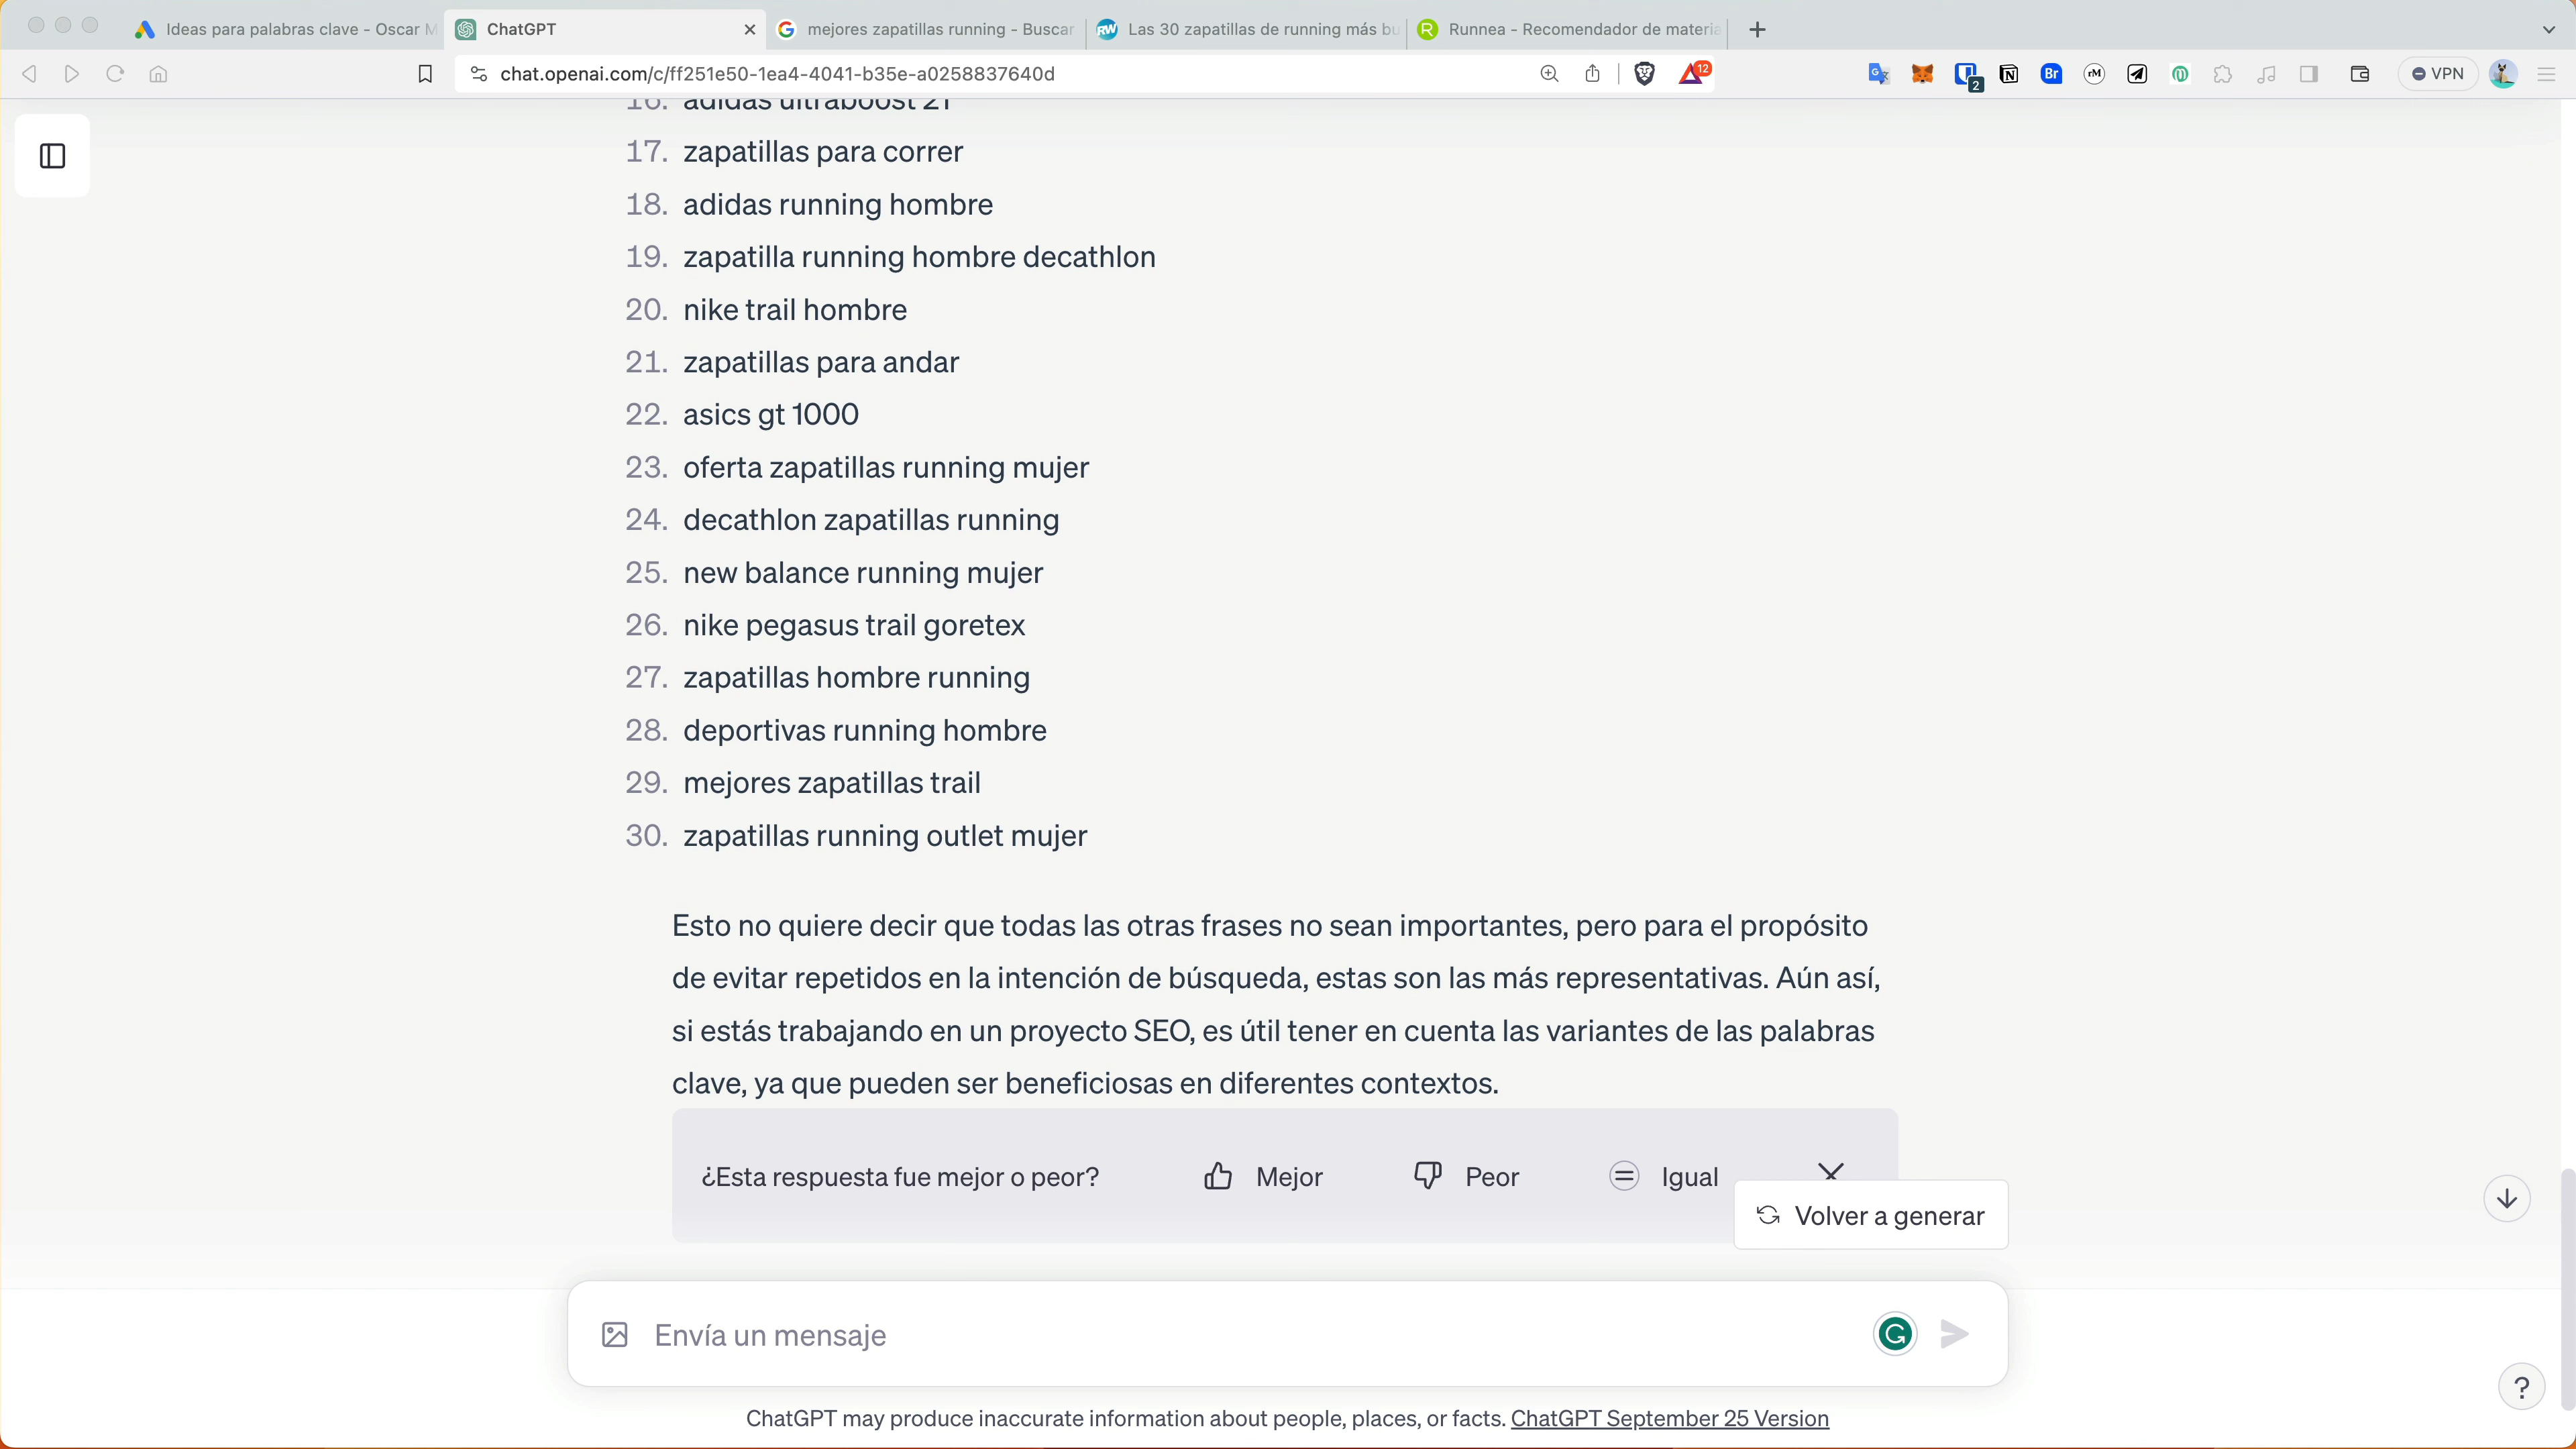 Ideas para palabras clave - Oscar M
ChatGPT
mejores zapatillas running - Buscar
RW Las 30 zapatillas de running más bu
R Runnea - Recomendador de materia
chat.openai.com/c/ff251e50-1ea4-4041-b35e-a0258837640d
12
2
Br
rM
VPN
16. adidas ultraboost 21
17. zapatillas para correr
18. adidas running hombre
19. zapatilla running hombre decathlon
20. nike trail hombre
21. zapatillas para andar
22. asics gt 1000
23. oferta zapatillas running mujer
24. decathlon zapatillas running
25. new balance running mujer
26. nike pegasus trail goretex
27. zapatillas hombre running
28. deportivas running hombre
29. mejores zapatillas trail
30. zapatillas running outlet mujer
Esto no quiere decir que todas las otras frases no sean importantes, pero para el propósito
de evitar repetidos en la intención de búsqueda, estas son las más representativas. Aún así,
si estás trabajando en un proyecto SEO, es útil tener en cuenta las variantes de las palabras
clave, ya que pueden ser beneficiosas en diferentes contextos.
¿Esta respuesta fue mejor o peor? Mejor Peor Igual
Volver a generar
Envía un mensaje
?
ChatGPT may produce inaccurate information about people, places, or facts. ChatGPT September 25 Version